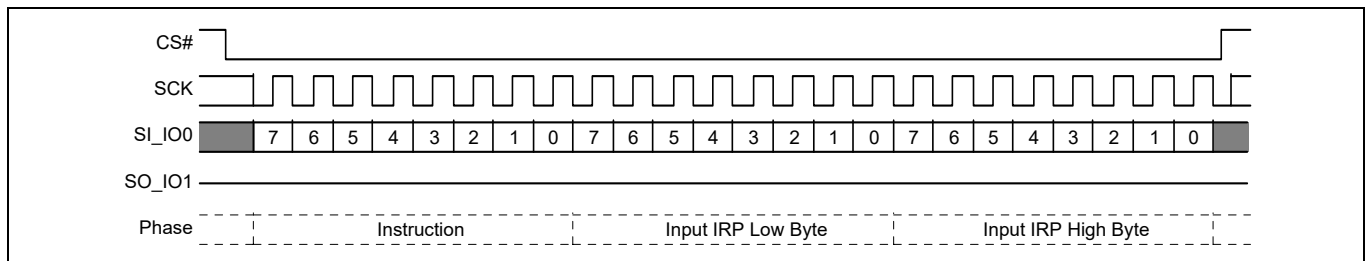 CS#
SCK
SI_IO0 7 6 5 4 3 2 1 0 7 6 5 4 3 2 1 0 7 6 5 4 3 2 1 0
SO_IO1
Phase Instruction Input IRP Low Byte Input IRP High Byte